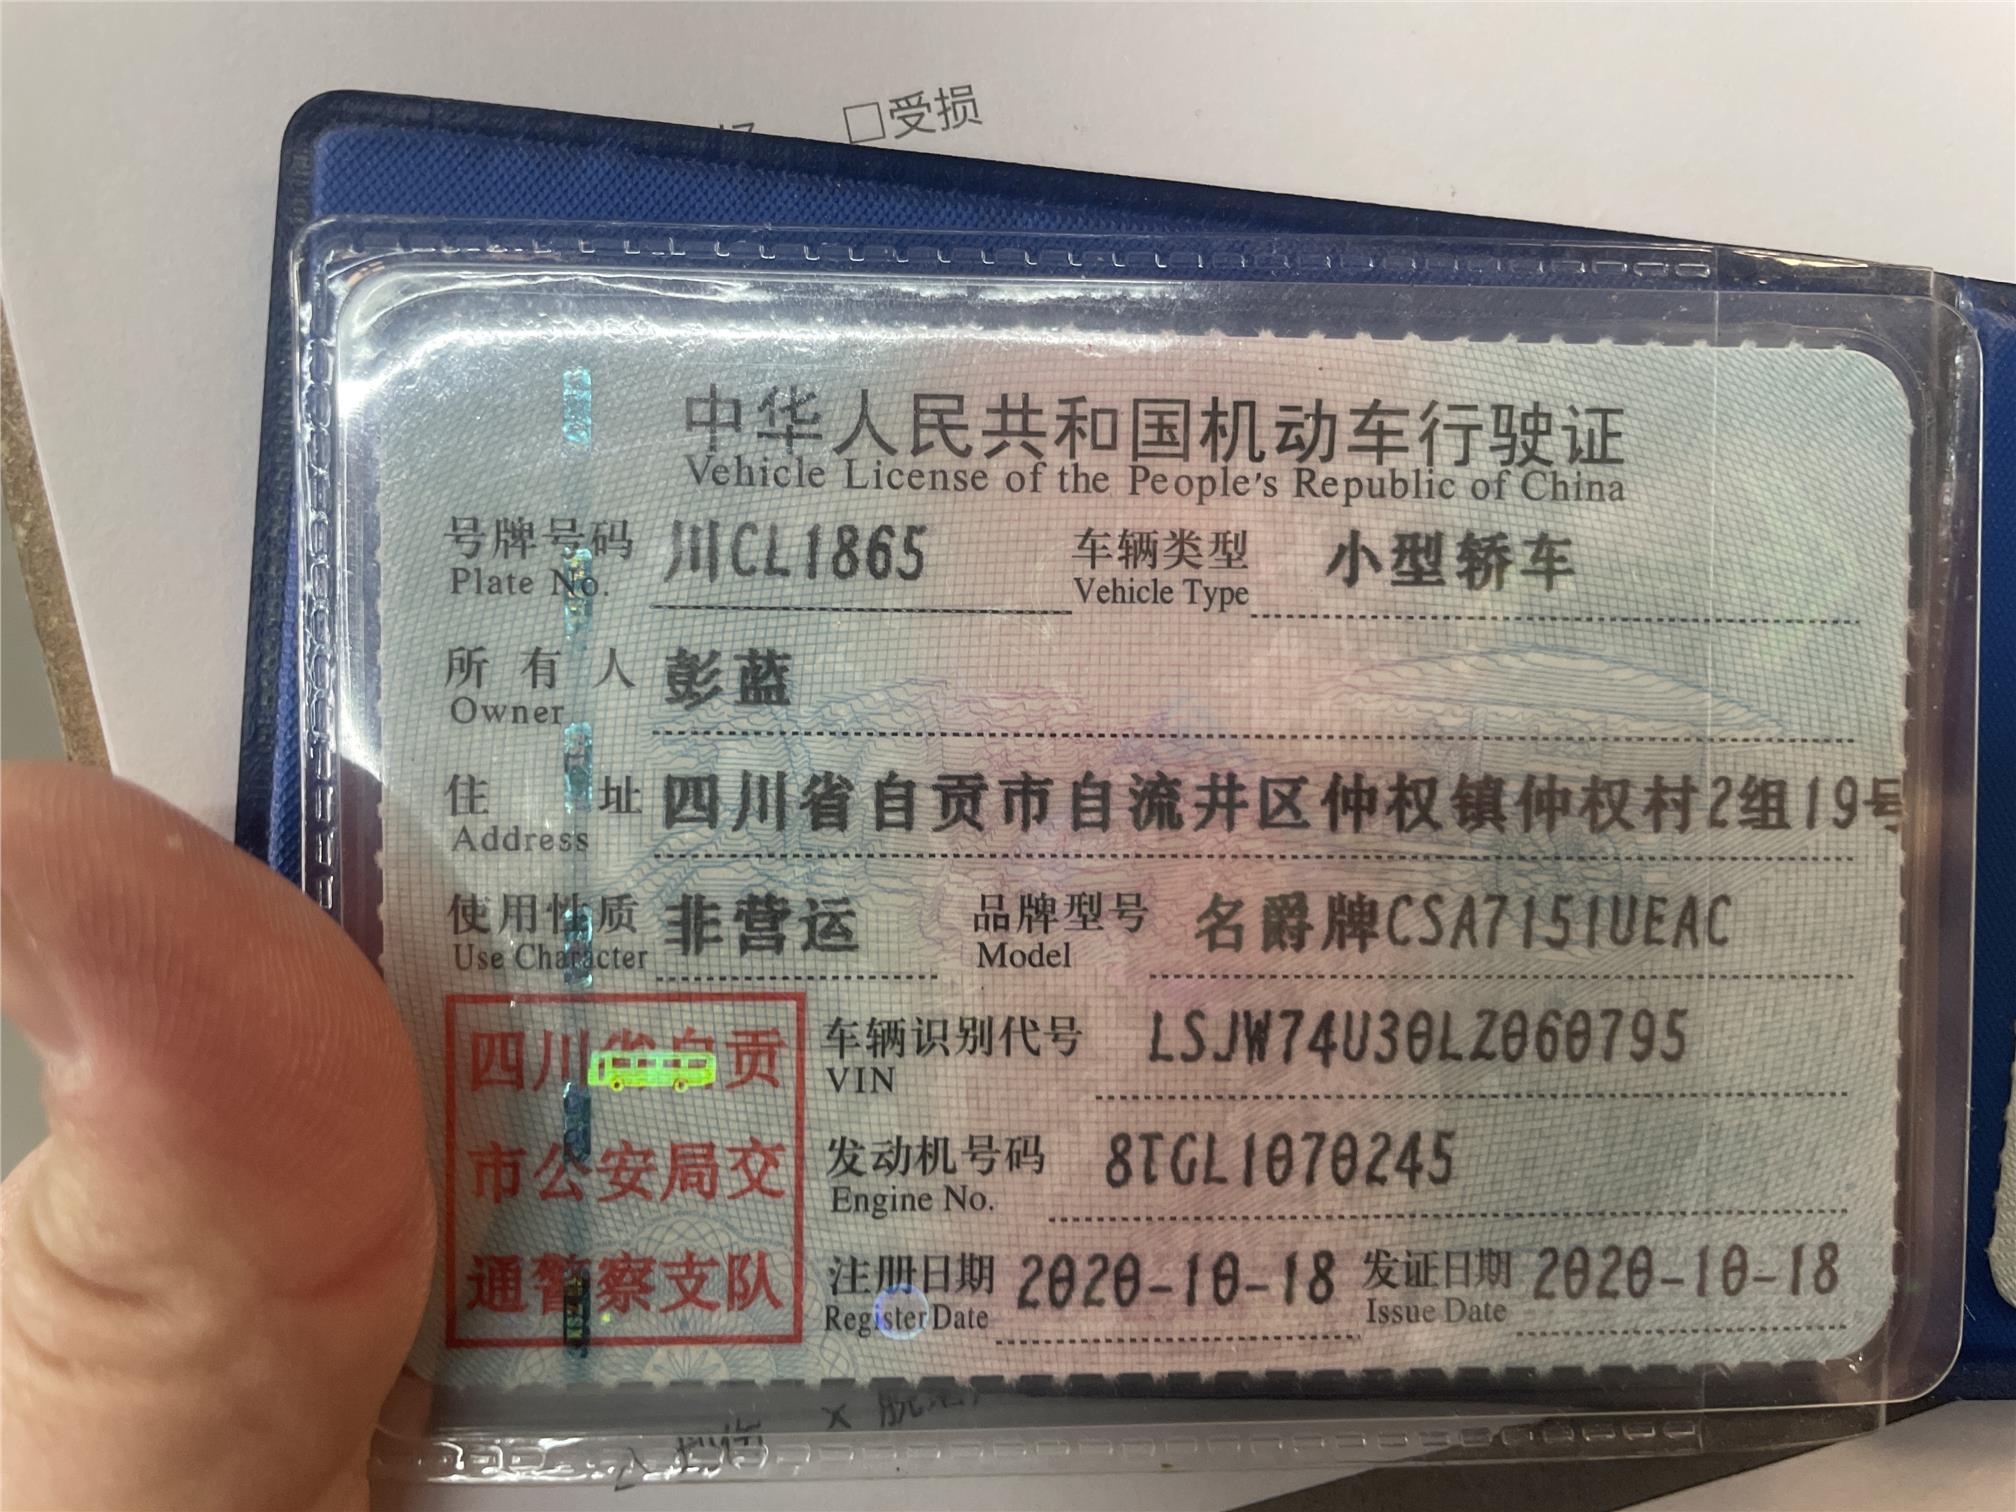 □受损
中华人民共和国机动车行驶证
Vehicle License of the People's Republic of China
号牌号码 川CL1865 车辆类型 小型轿车
Plate No. Vehicle Type
所有人 彭蓝
Owner
住址 四川省自贡市自流井区仲权镇仲权村2组19号
Address
使用性质 非营运 品牌型号 名爵牌CSA7151UEAC
Use Character Model
四川省自贡
市公安局交
通警察支队
车辆识别代号 LSJW74U30LZ060795
VIN
发动机号码 8TGL1070245
Engine No.
注册日期 2020-10-18 发证日期 2020-10-18
Register Date Issue Date